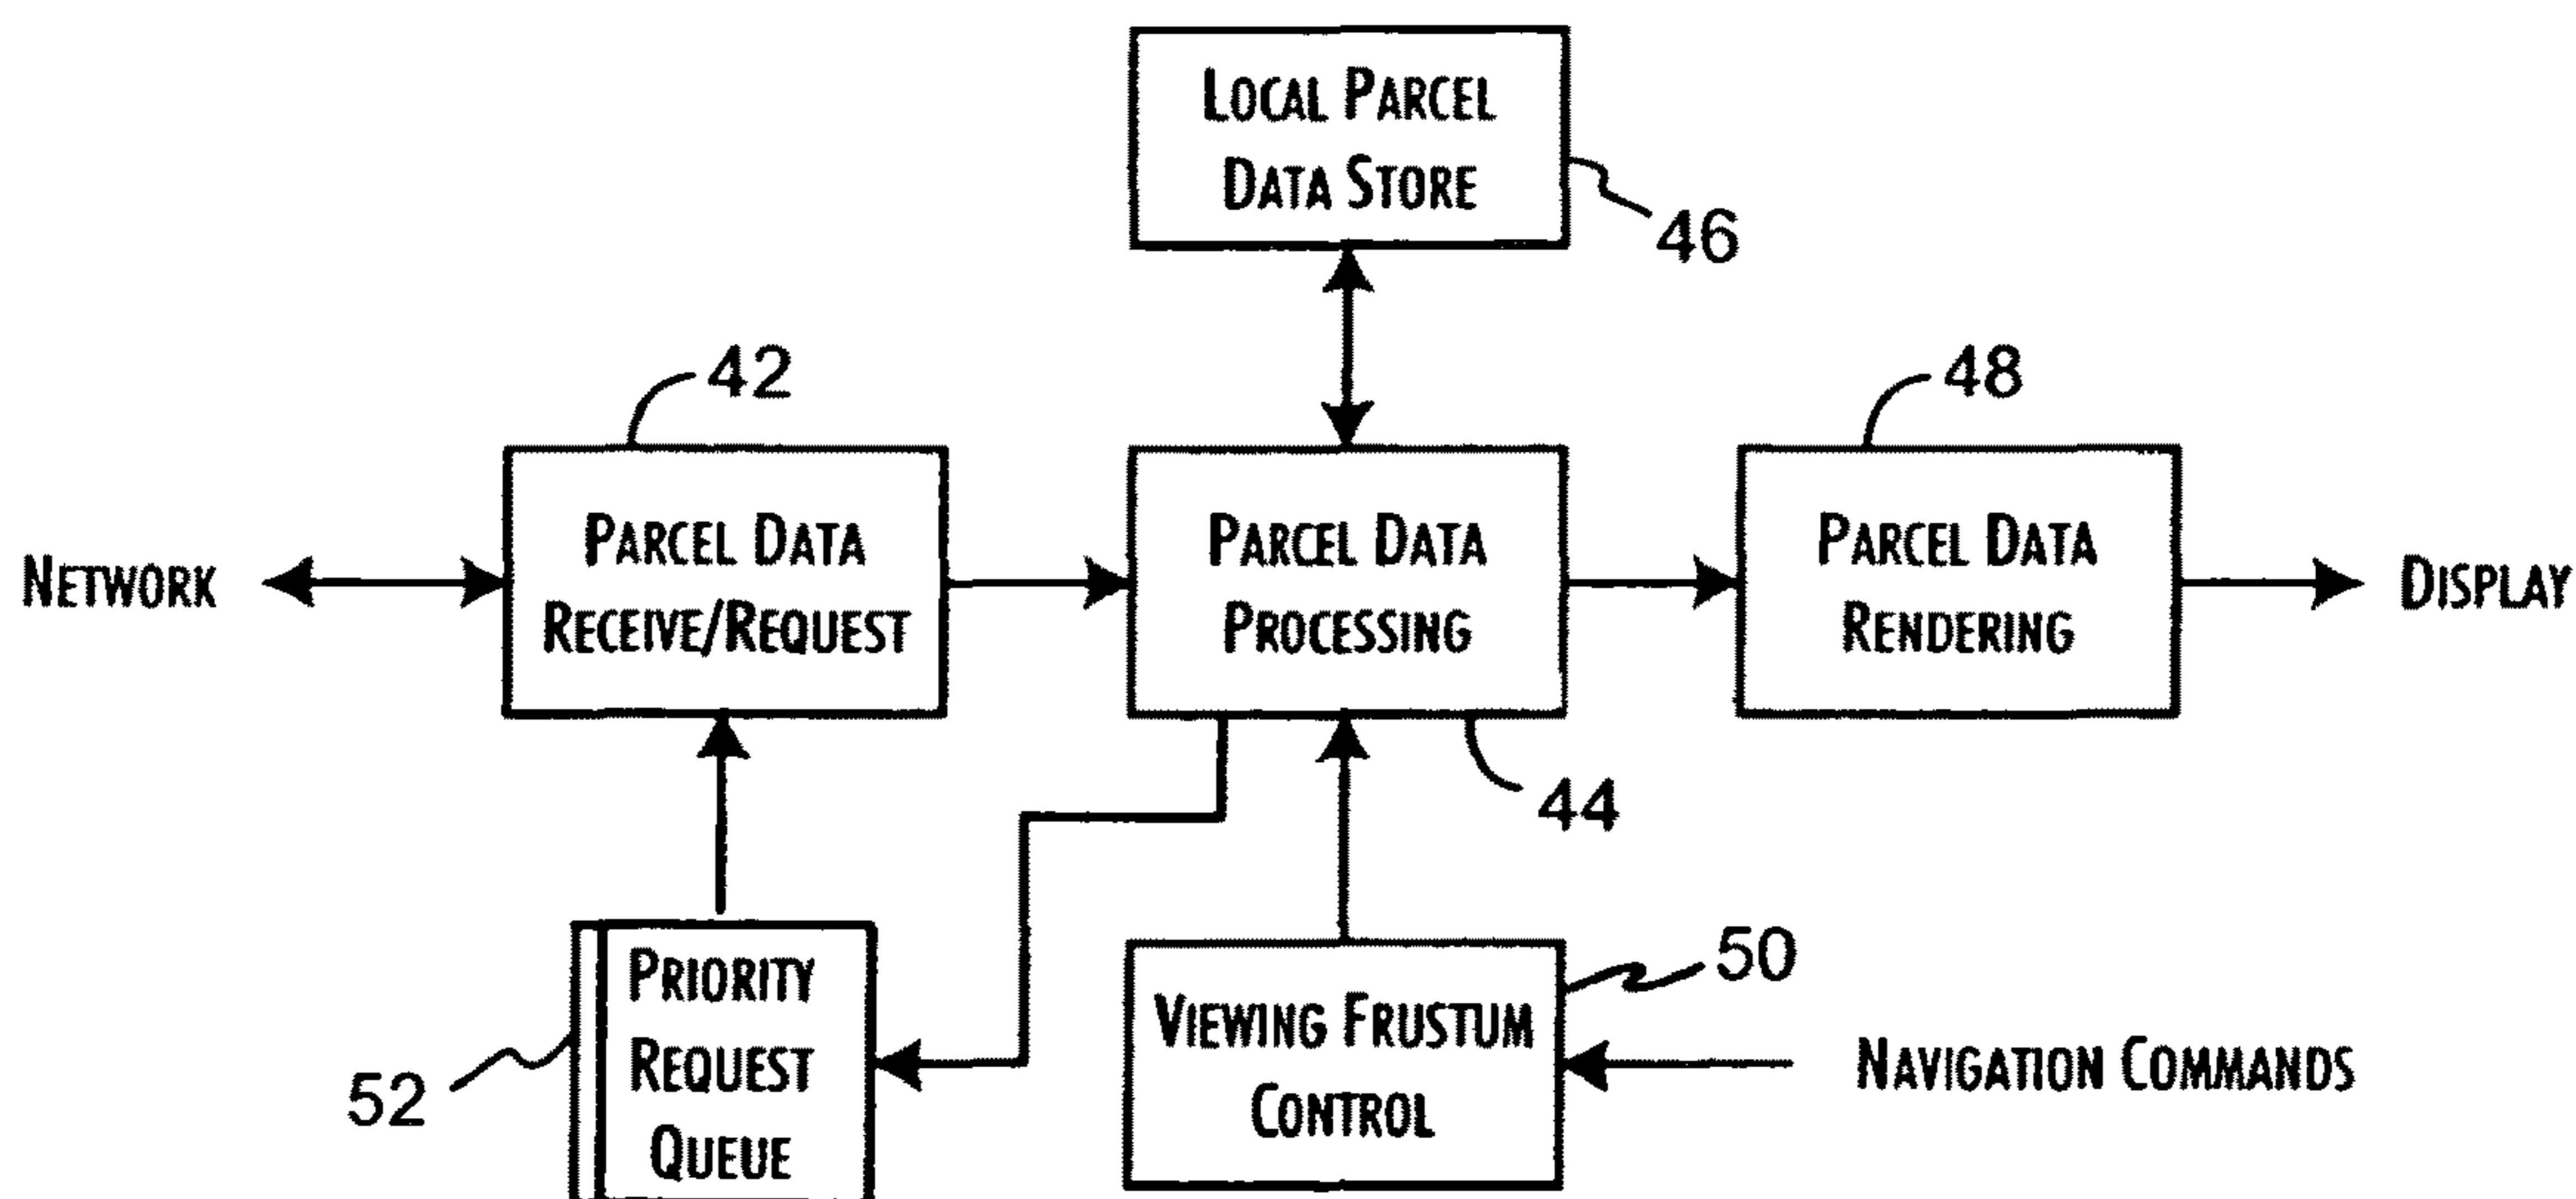 LOCAL PARCEL
DATA STORE
46
42
48
NETWORK
PARCEL DATA
RECEIVE/REQUEST
PARCEL DATA
PROCESSING
PARCEL DATA
RENDERING
DISPLAY
44
PRIORITY
REQUEST
QUEUE
52
VIEWING FRUSTUM
CONTROL
50
NAVIGATION COMMANDS